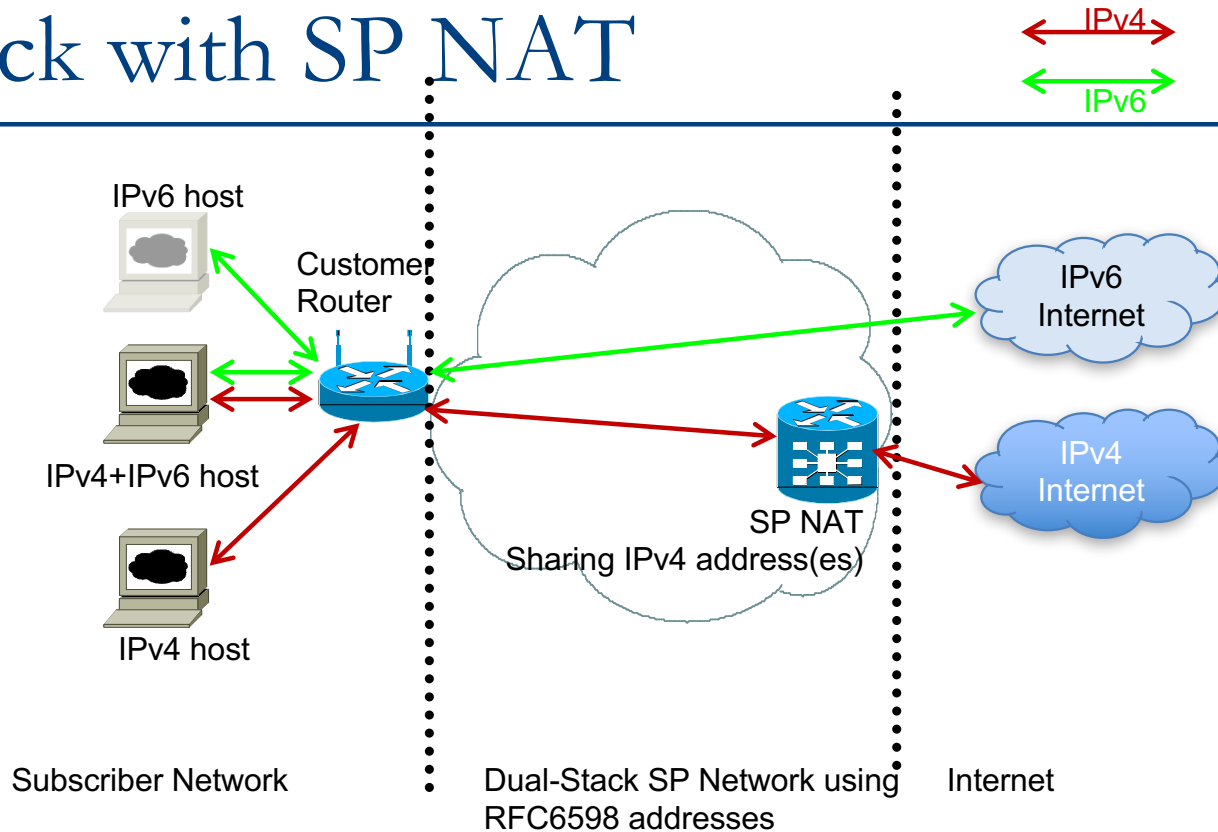 ck with SP NAT
IPv4
IPv6
IPv6 host
Customer
Router
IPv6
Internet
IPv4+IPv6 host
IPv4
Internet
SP NAT
Sharing IPv4 address(es)
IPv4 host
Subscriber Network
Dual-Stack SP Network using
RFC6598 addresses
Internet